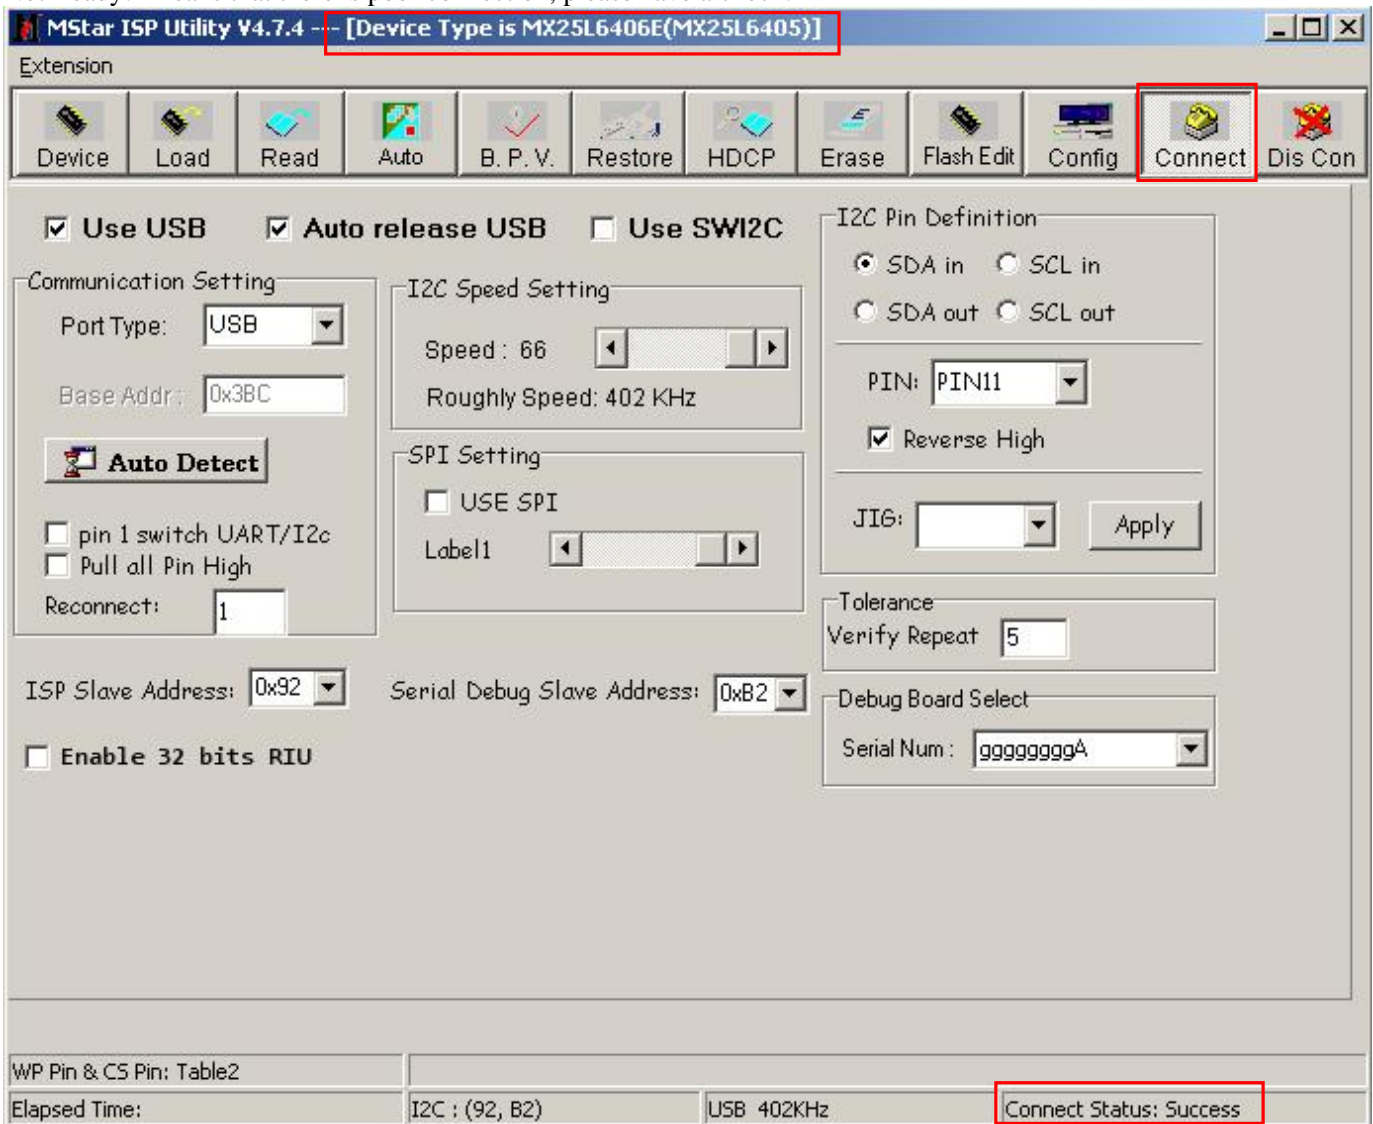 MStar ISP Utility V4.7.4 --- [Device Type is MX25L6406E(MX25L6405)]
Extension
Device Load Read Auto B. P. V. Restore HDCP Erase Flash Edit Config Connect Dis Con
Use USB Auto release USB Use SWI2C
Communication Setting
Port Type: USB
Base Addr: 0x3BC
Auto Detect
pin 1 switch UART/I2c
Pull all Pin High
Reconnect: 1
I2C Speed Setting
Speed : 66
Roughly Speed: 402 KHz
SPI Setting
USE SPI
Label1
I2C Pin Definition
SDA in SCL in
SDA out SCL out
PIN: PIN11
Reverse High
JIG: Apply
Tolerance
Verify Repeat 5
ISP Slave Address: 0x92 Serial Debug Slave Address: 0xB2
Debug Board Select
Serial Num : ggggggggA
Enable 32 bits RIU
WP Pin & CS Pin: Table2
Elapsed Time: I2C : (92, B2) USB 402KHz Connect Status: Success